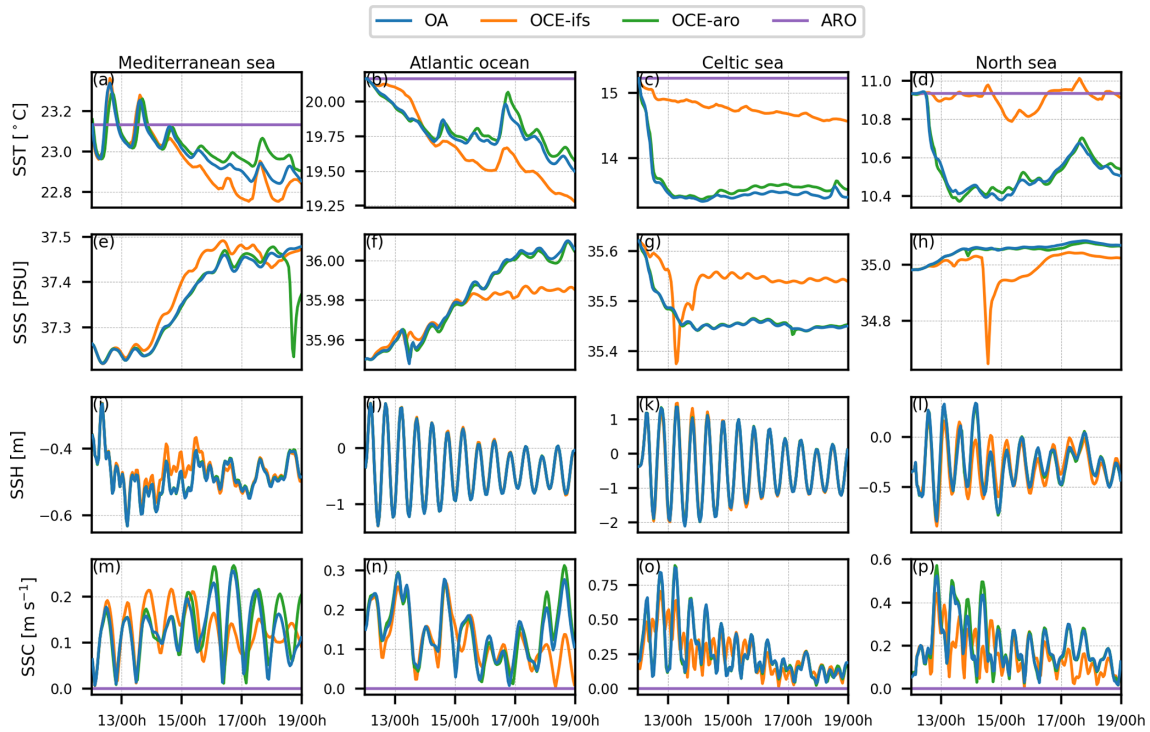 OA OCE-ifs OCE-aro ARO
Mediterranean sea Atlantic ocean Celtic sea North sea
SST [°C]
(a) (b) (c) (d)
23.2 20.00 15 11.0
23.0 19.75 14 10.8
22.8 19.50 10.6
19.25 10.4
SSS [PSU]
(e) (f) (g) (h)
37.5 36.00 35.6 35.0
37.4 35.98 35.5 34.8
37.3 35.96 35.4
SSH [m]
(i) (j) (k) (l)
−0.4 0 1 0.0
−0.6 −1 0 −0.5
−1
−2
SSC [m s⁻¹]
(m) (n) (o) (p)
0.2 0.3 0.75 0.6
0.1 0.2 0.50 0.4
0.0 0.1 0.25 0.2
0.0 0.00 0.0
13/00h 15/00h 17/00h 19/00h 13/00h 15/00h 17/00h 19/00h 13/00h 15/00h 17/00h 19/00h 13/00h 15/00h 17/00h 19/00h